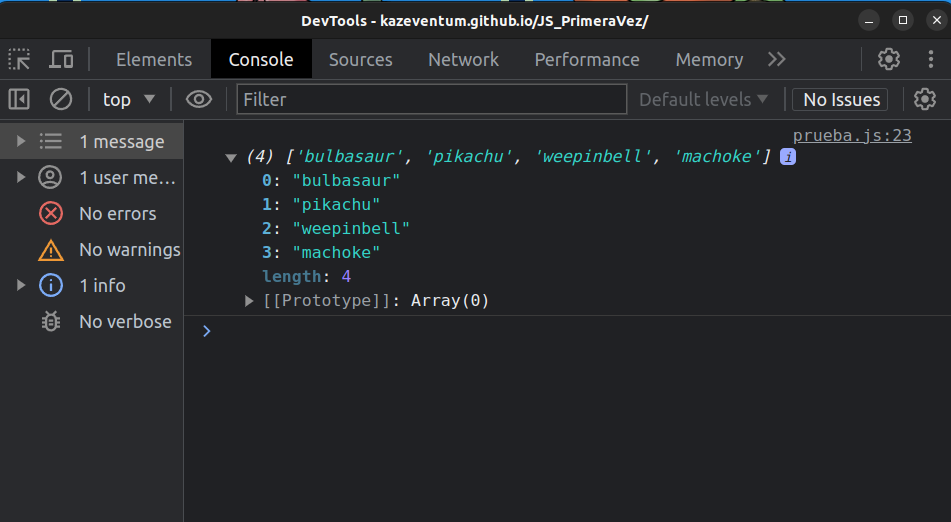 DevTools - kazeventum.github.io/JS_PrimeraVez/
Elements Console Sources Network Performance Memory
top Filter Default levels No Issues
1 message
1 user me…
No errors
No warnings
1 info
No verbose
prueba.js:23
(4) ['bulbasaur', 'pikachu', 'weepinbell', 'machoke'] i
0: "bulbasaur"
1: "pikachu"
2: "weepinbell"
3: "machoke"
length: 4
[[Prototype]]: Array(0)